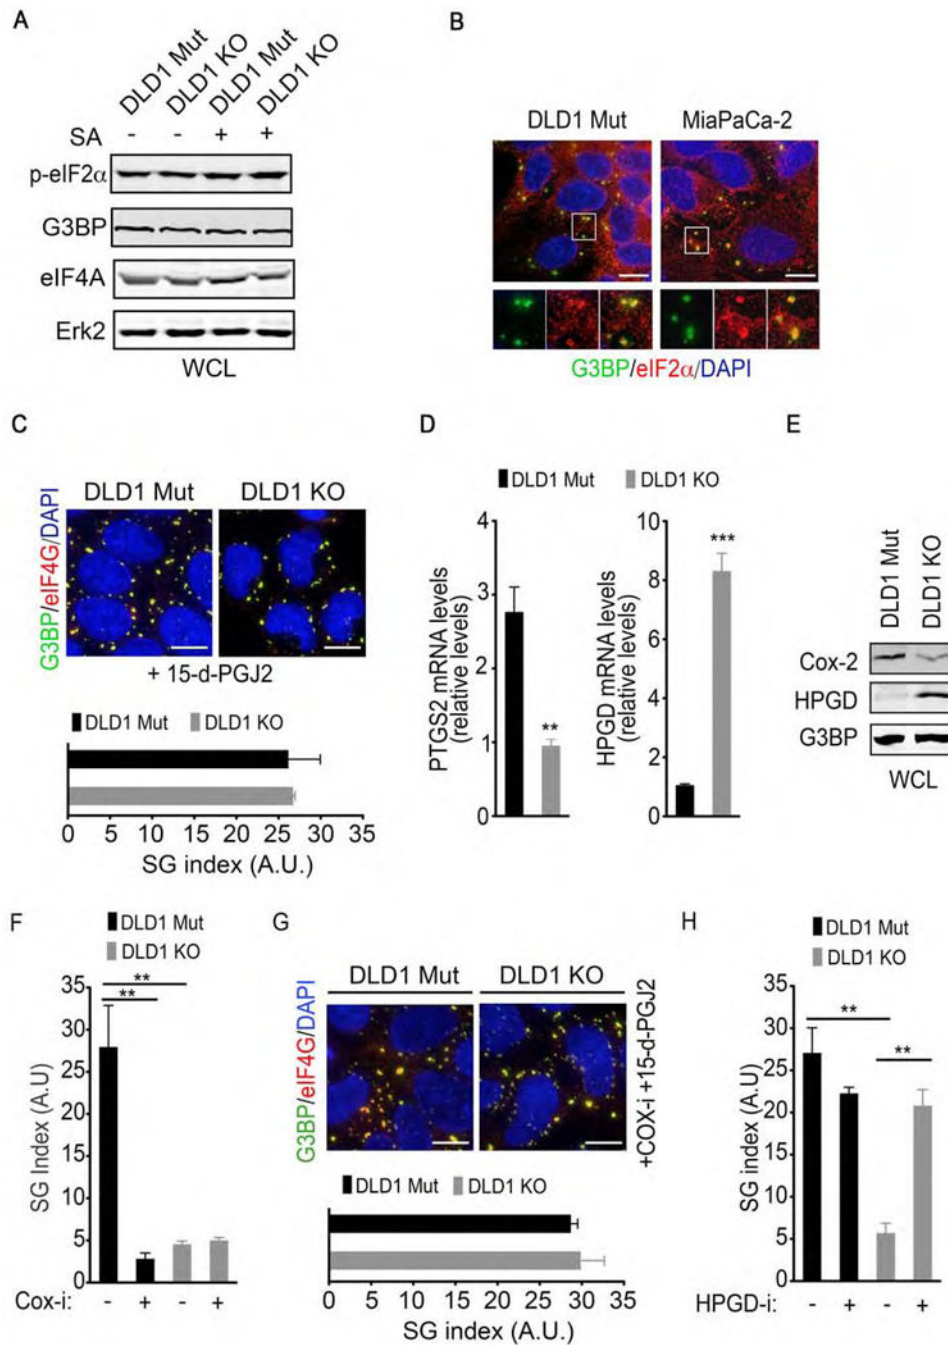 A
DLD1 Mut
DLD1 KO
DLD1 Mut
DLD1 KO
SA - - + +
p-eIF2α
G3BP
eIF4A
Erk2
WCL
B
DLD1 Mut MiaPaCa-2
G3BP/eIF2α/DAPI
C
DLD1 Mut DLD1 KO
G3BP/eIF4G/DAPI
+ 15-d-PGJ2
DLD1 Mut DLD1 KO
0 5 10 15 20 25 30 35
SG index (A.U.)
D
DLD1 Mut DLD1 KO
PTGS2 mRNA levels
(relative levels)
4
3
2
1
0
**
HPGD mRNA levels
(relative levels)
10
8
6
4
2
0
***
E
DLD1 Mut
DLD1 KO
Cox-2
HPGD
G3BP
WCL
F
DLD1 Mut
DLD1 KO
SG Index (A.U)
35
30
25
20
15
10
5
0
**
**
Cox-i: - + - +
G
DLD1 Mut DLD1 KO
G3BP/eIF4G/DAPI
+COX-i +15-d-PGJ2
DLD1 Mut DLD1 KO
0 5 10 15 20 25 30 35
SG index (A.U.)
H
DLD1 Mut
DLD1 KO
SG index (A.U)
35
30
25
20
15
10
5
0
**
**
HPGD-i: - + - +